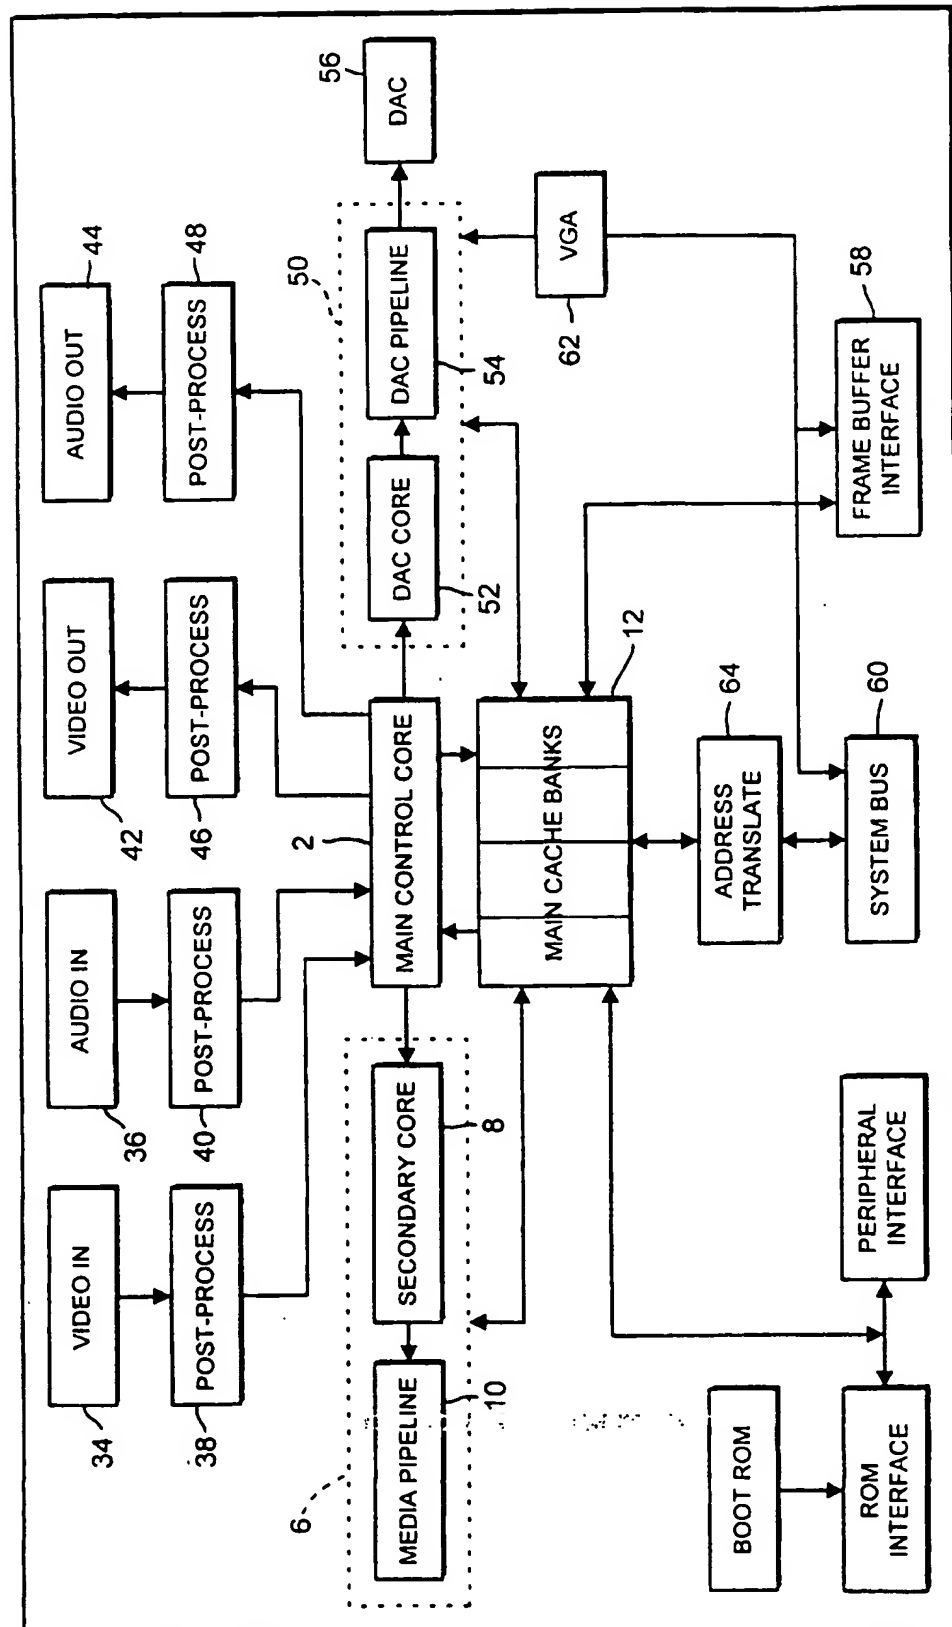 VIDEO IN
34
AUDIO IN
36
VIDEO OUT
42
AUDIO OUT
44
POST-PROCESS
38
POST-PROCESS
40
POST-PROCESS
46
POST-PROCESS
48
6
MEDIA PIPELINE
10
SECONDARY CORE
8
MAIN CONTROL CORE
2
DAC CORE
52
DAC PIPELINE
54
50
DAC
56
MAIN CACHE BANKS
12
VGA
62
BOOT ROM
ADDRESS
TRANSLATE
64
ROM
INTERFACE
PERIPHERAL
INTERFACE
SYSTEM BUS
60
FRAME BUFFER
INTERFACE
58